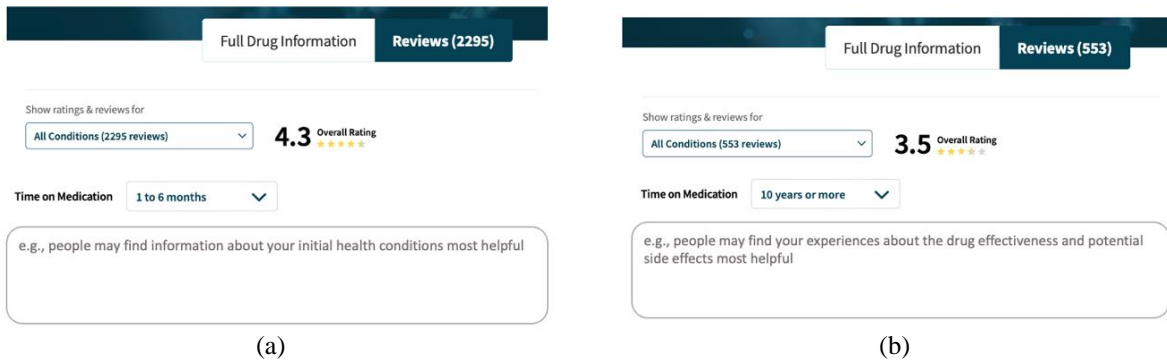 Full Drug Information
Reviews (2295)
Show ratings & reviews for
All Conditions (2295 reviews)
4.3 Overall Rating
Time on Medication
1 to 6 months
e.g., people may find information about your initial health conditions most helpful
(a)
Full Drug Information
Reviews (553)
Show ratings & reviews for
All Conditions (553 reviews)
3.5 Overall Rating
Time on Medication
10 years or more
e.g., people may find your experiences about the drug effectiveness and potential
side effects most helpful
(b)